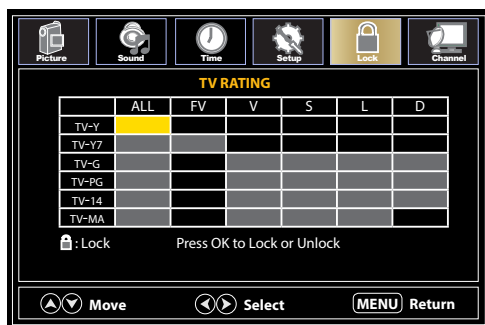 Picture Sound Time Setup Lock Channel
TV RATING
ALL FV V S L D
TV-Y
TV-Y7
TV-G
TV-PG
TV-14
TV-MA
: Lock Press OK to Lock or Unlock
Move Select MENU Return